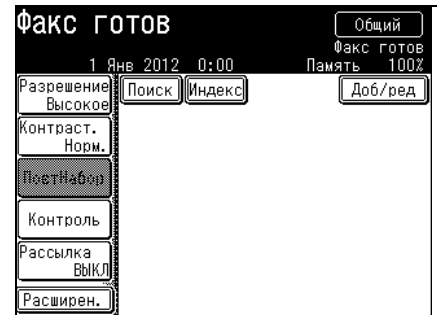 Факс готов
Общий
Факс готов
1 Янв 2012 0:00
Память 100%
Разрешение
Высокое
Поиск
Индекс
Доб/ред
Контраст.
Норм.
ПовтНабор
Контроль
Рассылка
ВЫКЛ
Расширен.